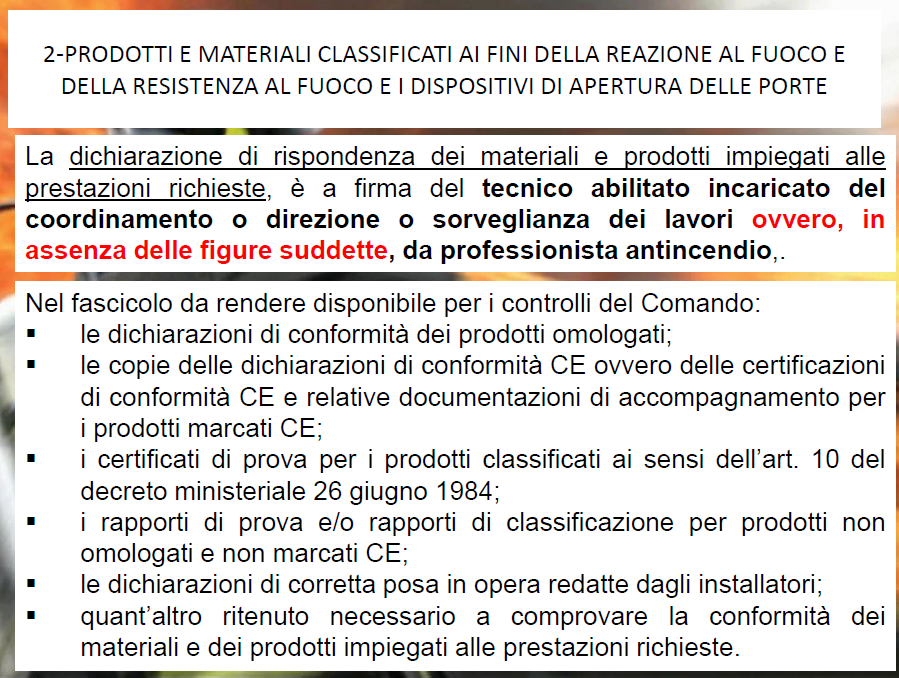 2-PRODOTTI E MATERIALI CLASSIFICATI AI FINI DELLA REAZIONE AL FUOCO E
DELLA RESISTENZA AL FUOCO E I DISPOSITIVI DI APERTURA DELLE PORTE
La dichiarazione di rispondenza dei materiali e prodotti impiegati alle
prestazioni richieste, è a firma del tecnico abilitato incaricato del
coordinamento o direzione o sorveglianza dei lavori ovvero, in
assenza delle figure suddette, da professionista antincendio,.
Nel fascicolo da rendere disponibile per i controlli del Comando:
▪ le dichiarazioni di conformità dei prodotti omologati;
▪ le copie delle dichiarazioni di conformità CE ovvero delle certificazioni
di conformità CE e relative documentazioni di accompagnamento per
i prodotti marcati CE;
▪ i certificati di prova per i prodotti classificati ai sensi dell’art. 10 del
decreto ministeriale 26 giugno 1984;
▪ i rapporti di prova e/o rapporti di classificazione per prodotti non
omologati e non marcati CE;
▪ le dichiarazioni di corretta posa in opera redatte dagli installatori;
▪ quant’altro ritenuto necessario a comprovare la conformità dei
materiali e dei prodotti impiegati alle prestazioni richieste.